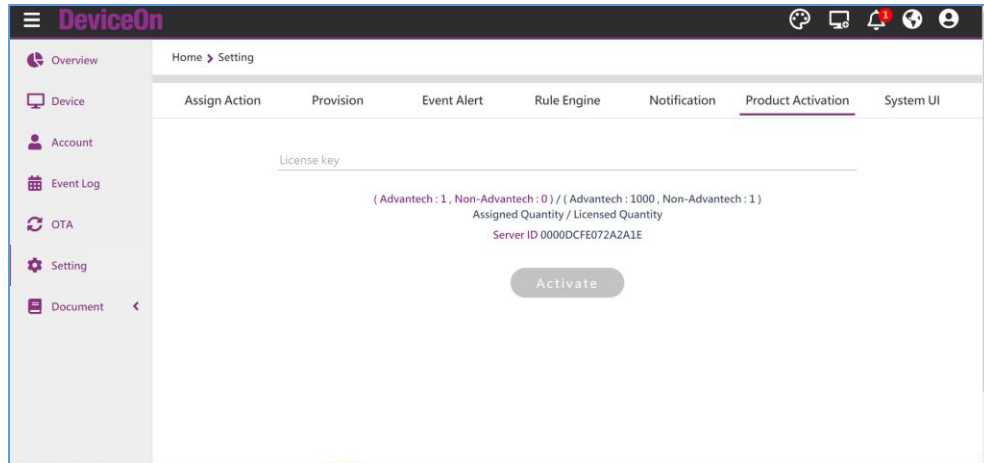 DeviceOn
1
Overview
Device
Account
Event Log
OTA
Setting
Document
Home > Setting
Assign Action Provision Event Alert Rule Engine Notification Product Activation System UI
License key
( Advantech : 1 , Non-Advantech : 0 ) / ( Advantech : 1000 , Non-Advantech : 1 )
Assigned Quantity / Licensed Quantity
Server ID 0000DCFE072A2A1E
Activate